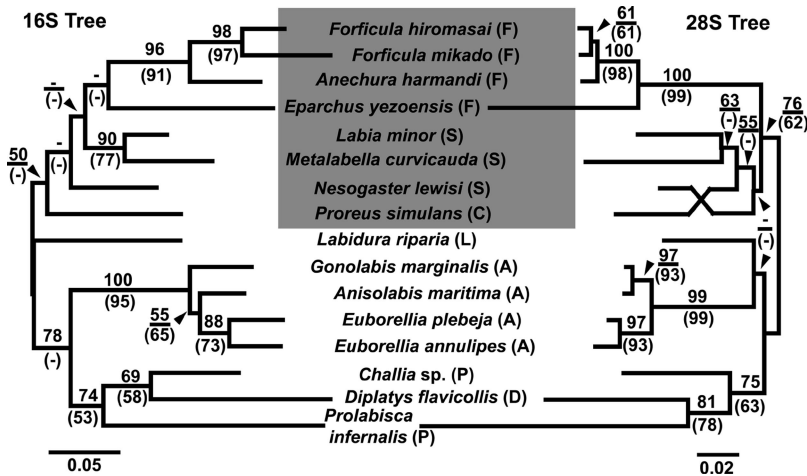 16S Tree
28S Tree
Forficula hiromasai (F)
Forficula mikado (F)
Anechura harmandi (F)
Eparchus yezoensis (F)
Labia minor (S)
Metalabella curvicauda (S)
Nesogaster lewisi (S)
Proreus simulans (C)
Labidura riparia (L)
Gonolabis marginalis (A)
Anisolabis maritima (A)
Euborellia plebeja (A)
Euborellia annulipes (A)
Challia sp. (P)
Diplatys flavicollis (D)
Prolabisca
infernalis (P)
98
(97)
96
(91)
-
(-)
-
(-)
90
(77)
-
(-)
50
(-)
100
(95)
55
(65)
88
(73)
78
(-)
69
(58)
74
(53)
0.05
61
(61)
100
(98)
100
(99)
63
(-)
55
(-)
76
(62)
-
(-)
97
(93)
99
(99)
97
(93)
75
(63)
81
(78)
0.02